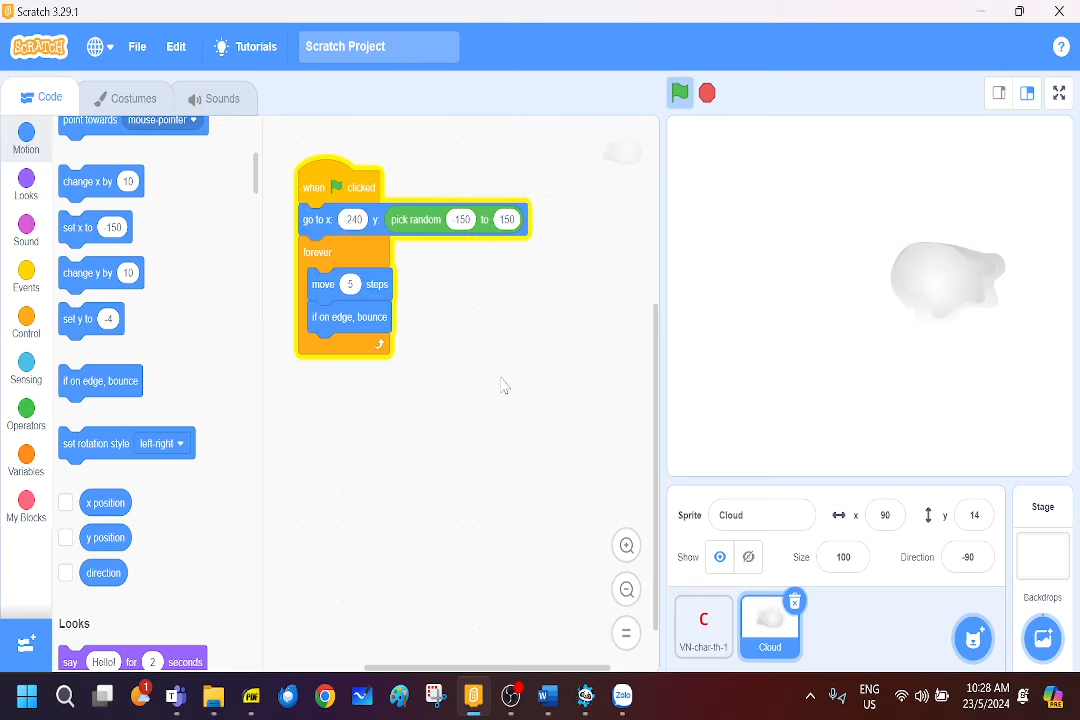 Scratch 3.29.1
SCRATCH File Edit Tutorials Scratch Project ?
Code Costumes Sounds
Motion
Looks
Sound
Events
Control
Sensing
Operators
Variables
My Blocks
point towards mouse-pointer
change x by 10
set x to -150
change y by 10
set y to -4
if on edge, bounce
set rotation style left-right
x position
y position
direction
Looks
say Hello! for 2 seconds
when clicked
go to x: -240 y: pick random -150 to 150
forever
move 5 steps
if on edge, bounce
Sprite Cloud x 90 y 14
Show Size 100 Direction -90
C
VN-char-th-1
Cloud
Stage
Backdrops
1
1
PDF
W
Zalo
ENG
US
10:28 AM
23/5/2024
PRE